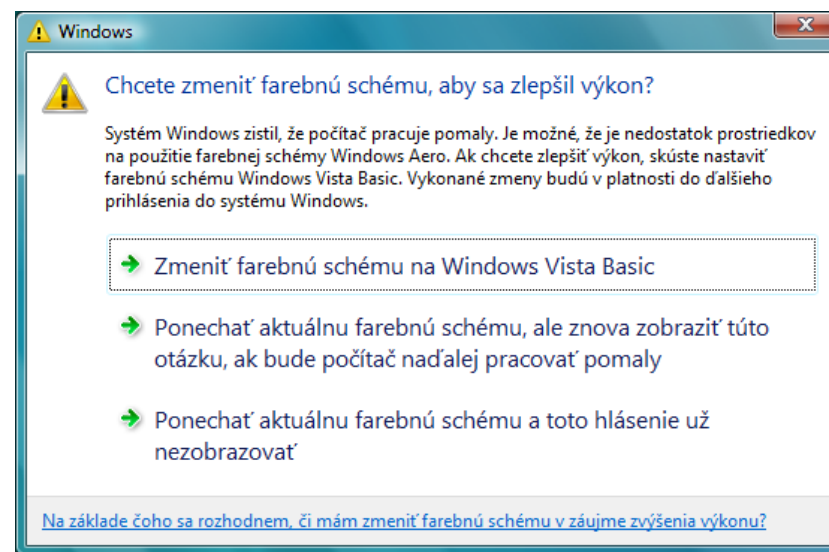 Windows
Chcete zmeniť farebnú schému, aby sa zlepšil výkon?
Systém Windows zistil, že počítač pracuje pomaly. Je možné, že je nedostatok prostriedkov
na použitie farebnej schémy Windows Aero. Ak chcete zlepšiť výkon, skúste nastaviť
farebnú schému Windows Vista Basic. Vykonané zmeny budú v platnosti do ďalšieho
prihlásenia do systému Windows.
Zmeniť farebnú schému na Windows Vista Basic
Ponechať aktuálnu farebnú schému, ale znova zobraziť túto
otázku, ak bude počítač naďalej pracovať pomaly
Ponechať aktuálnu farebnú schému a toto hlásenie už
nezobrazovať
Na základe čoho sa rozhodnem, či mám zmeniť farebnú schému v záujme zvýšenia výkonu?